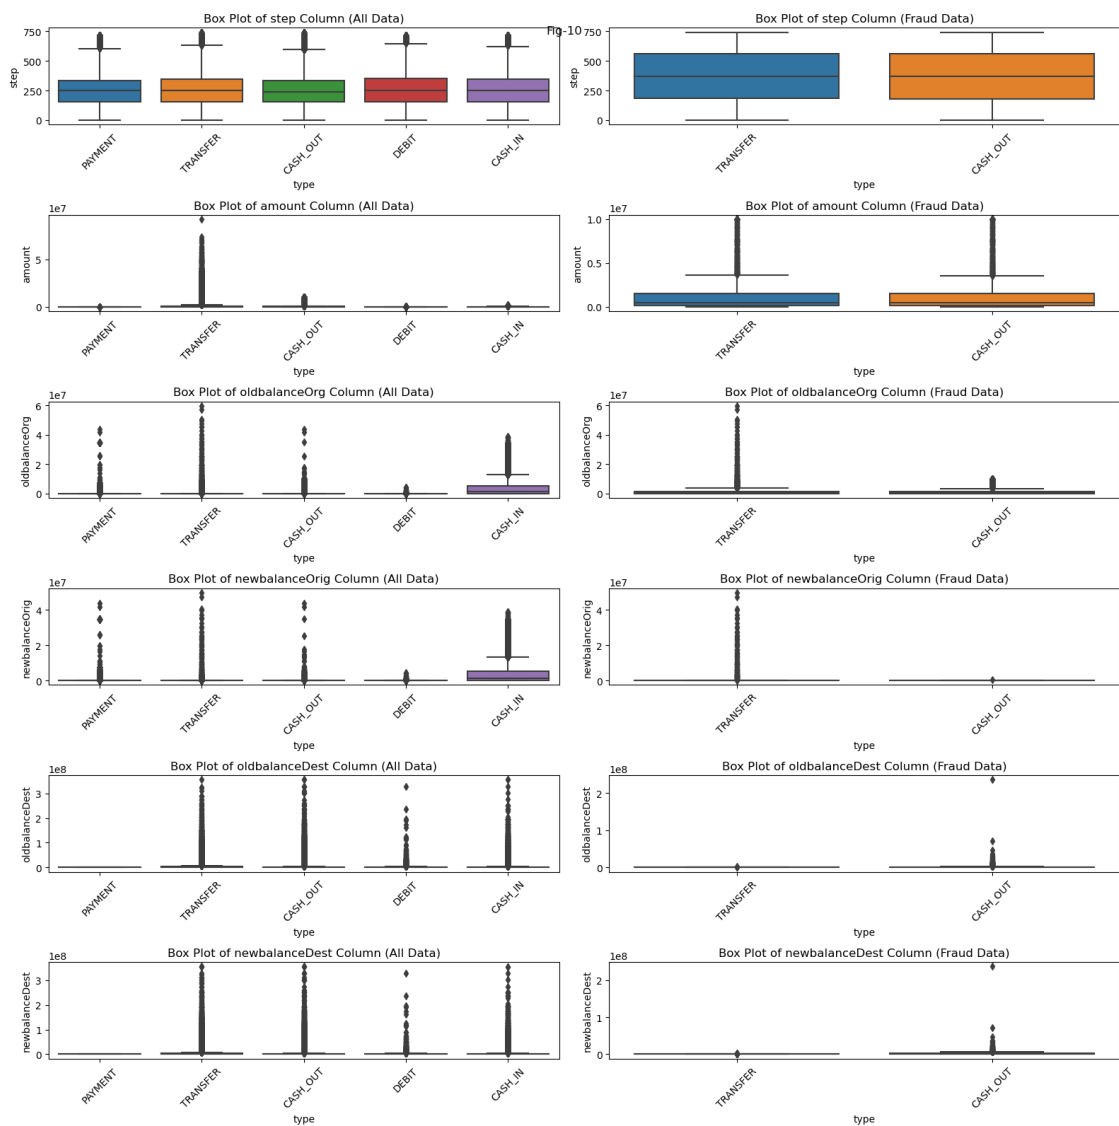 Fig-10
Box Plot of step Column (All Data)
750
500
250
0
step
PAYMENT
TRANSFER
CASH_OUT
DEBIT
CASH_IN
type
Box Plot of step Column (Fraud Data)
750
500
250
0
step
TRANSFER
CASH_OUT
type
Box Plot of amount Column (All Data)
1e7
5
0
amount
PAYMENT
TRANSFER
CASH_OUT
DEBIT
CASH_IN
type
Box Plot of amount Column (Fraud Data)
1e7
1.0
0.5
0.0
amount
TRANSFER
CASH_OUT
type
Box Plot of oldbalanceOrg Column (All Data)
1e7
6
4
2
0
oldbalanceOrg
PAYMENT
TRANSFER
CASH_OUT
DEBIT
CASH_IN
type
Box Plot of oldbalanceOrg Column (Fraud Data)
1e7
6
4
2
0
oldbalanceOrg
TRANSFER
CASH_OUT
type
Box Plot of newbalanceOrig Column (All Data)
1e7
4
2
0
newbalanceOrig
PAYMENT
TRANSFER
CASH_OUT
DEBIT
CASH_IN
type
Box Plot of newbalanceOrig Column (Fraud Data)
1e7
4
2
0
newbalanceOrig
TRANSFER
CASH_OUT
type
Box Plot of oldbalanceDest Column (All Data)
1e8
3
2
1
0
oldbalanceDest
PAYMENT
TRANSFER
CASH_OUT
DEBIT
CASH_IN
type
Box Plot of oldbalanceDest Column (Fraud Data)
1e8
2
1
0
oldbalanceDest
TRANSFER
CASH_OUT
type
Box Plot of newbalanceDest Column (All Data)
1e8
3
2
1
0
newbalanceDest
PAYMENT
TRANSFER
CASH_OUT
DEBIT
CASH_IN
type
Box Plot of newbalanceDest Column (Fraud Data)
1e8
2
1
0
newbalanceDest
TRANSFER
CASH_OUT
type